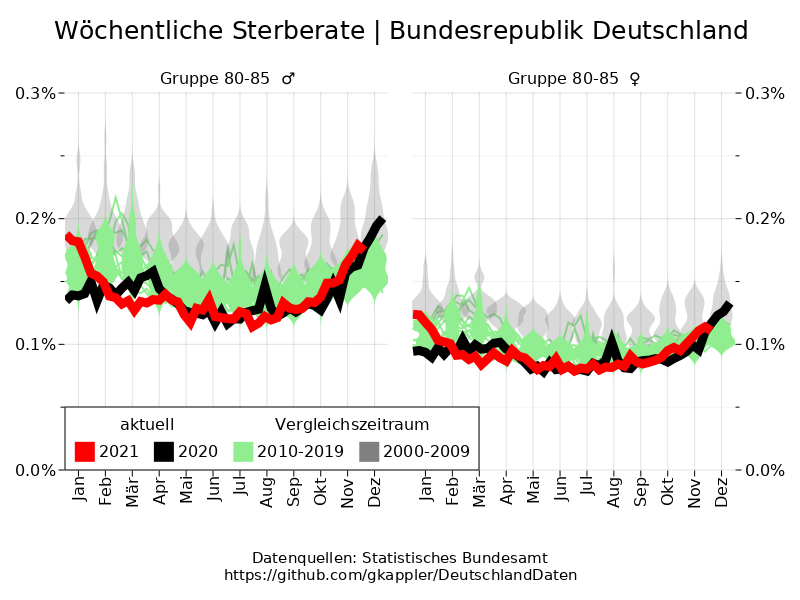 Wöchentliche Sterberate | Bundesrepublik Deutschland
Gruppe 80-85 ♂
Gruppe 80-85 ♀
0.3%
0.2%
0.1%
0.0%
0.3%
0.2%
0.1%
0.0%
aktuell
Vergleichszeitraum
2021
2020
2010-2019
2000-2009
Jan
Feb
Mär
Apr
Mai
Jun
Jul
Aug
Sep
Okt
Nov
Dez
Jan
Feb
Mär
Apr
Mai
Jun
Jul
Aug
Sep
Okt
Nov
Dez
Datenquellen: Statistisches Bundesamt
https://github.com/gkappler/DeutschlandDaten